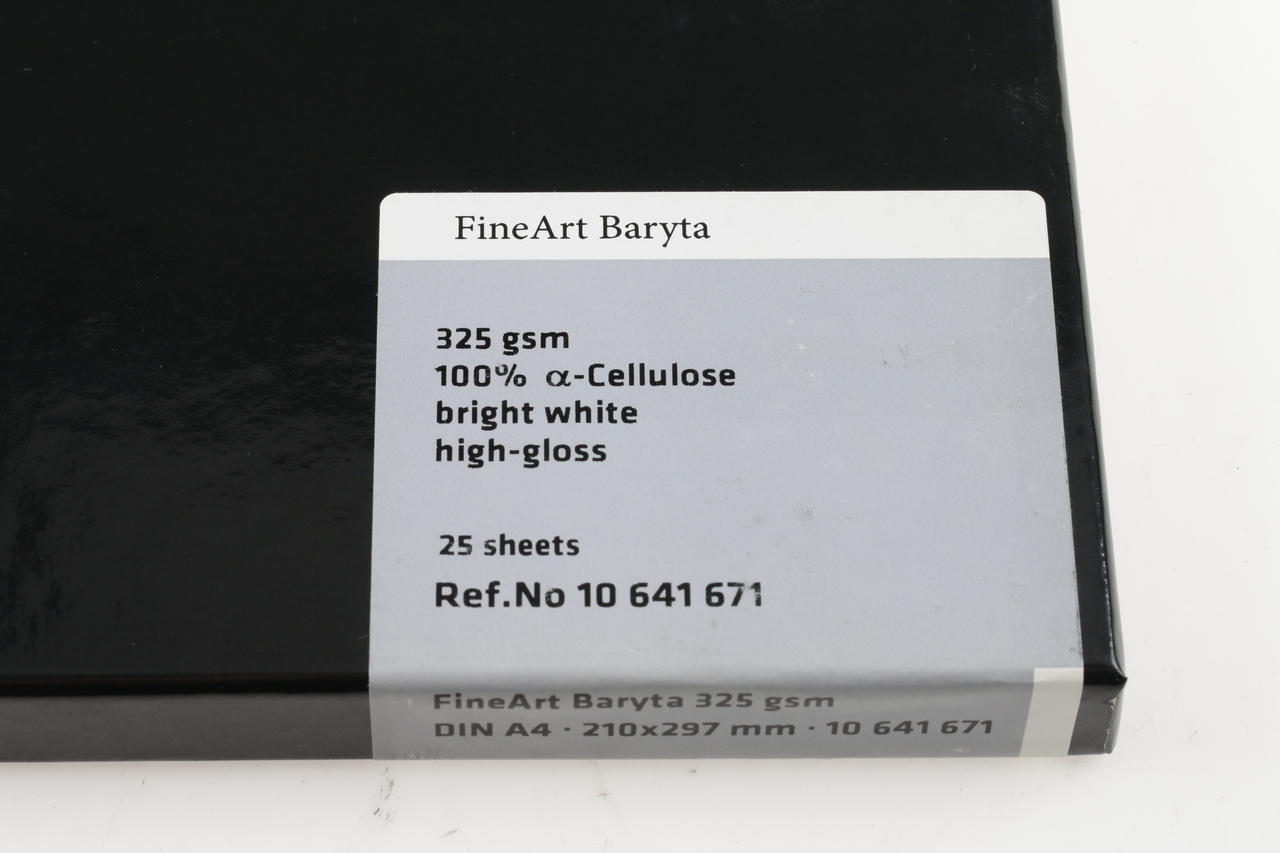 FineArt Baryta
325 gsm
100% α-Cellulose
bright white
high-gloss
25 sheets
Ref.No 10 641 671
FineArt Baryta 325 gsm
DIN A4 · 210x297 mm · 10 641 671